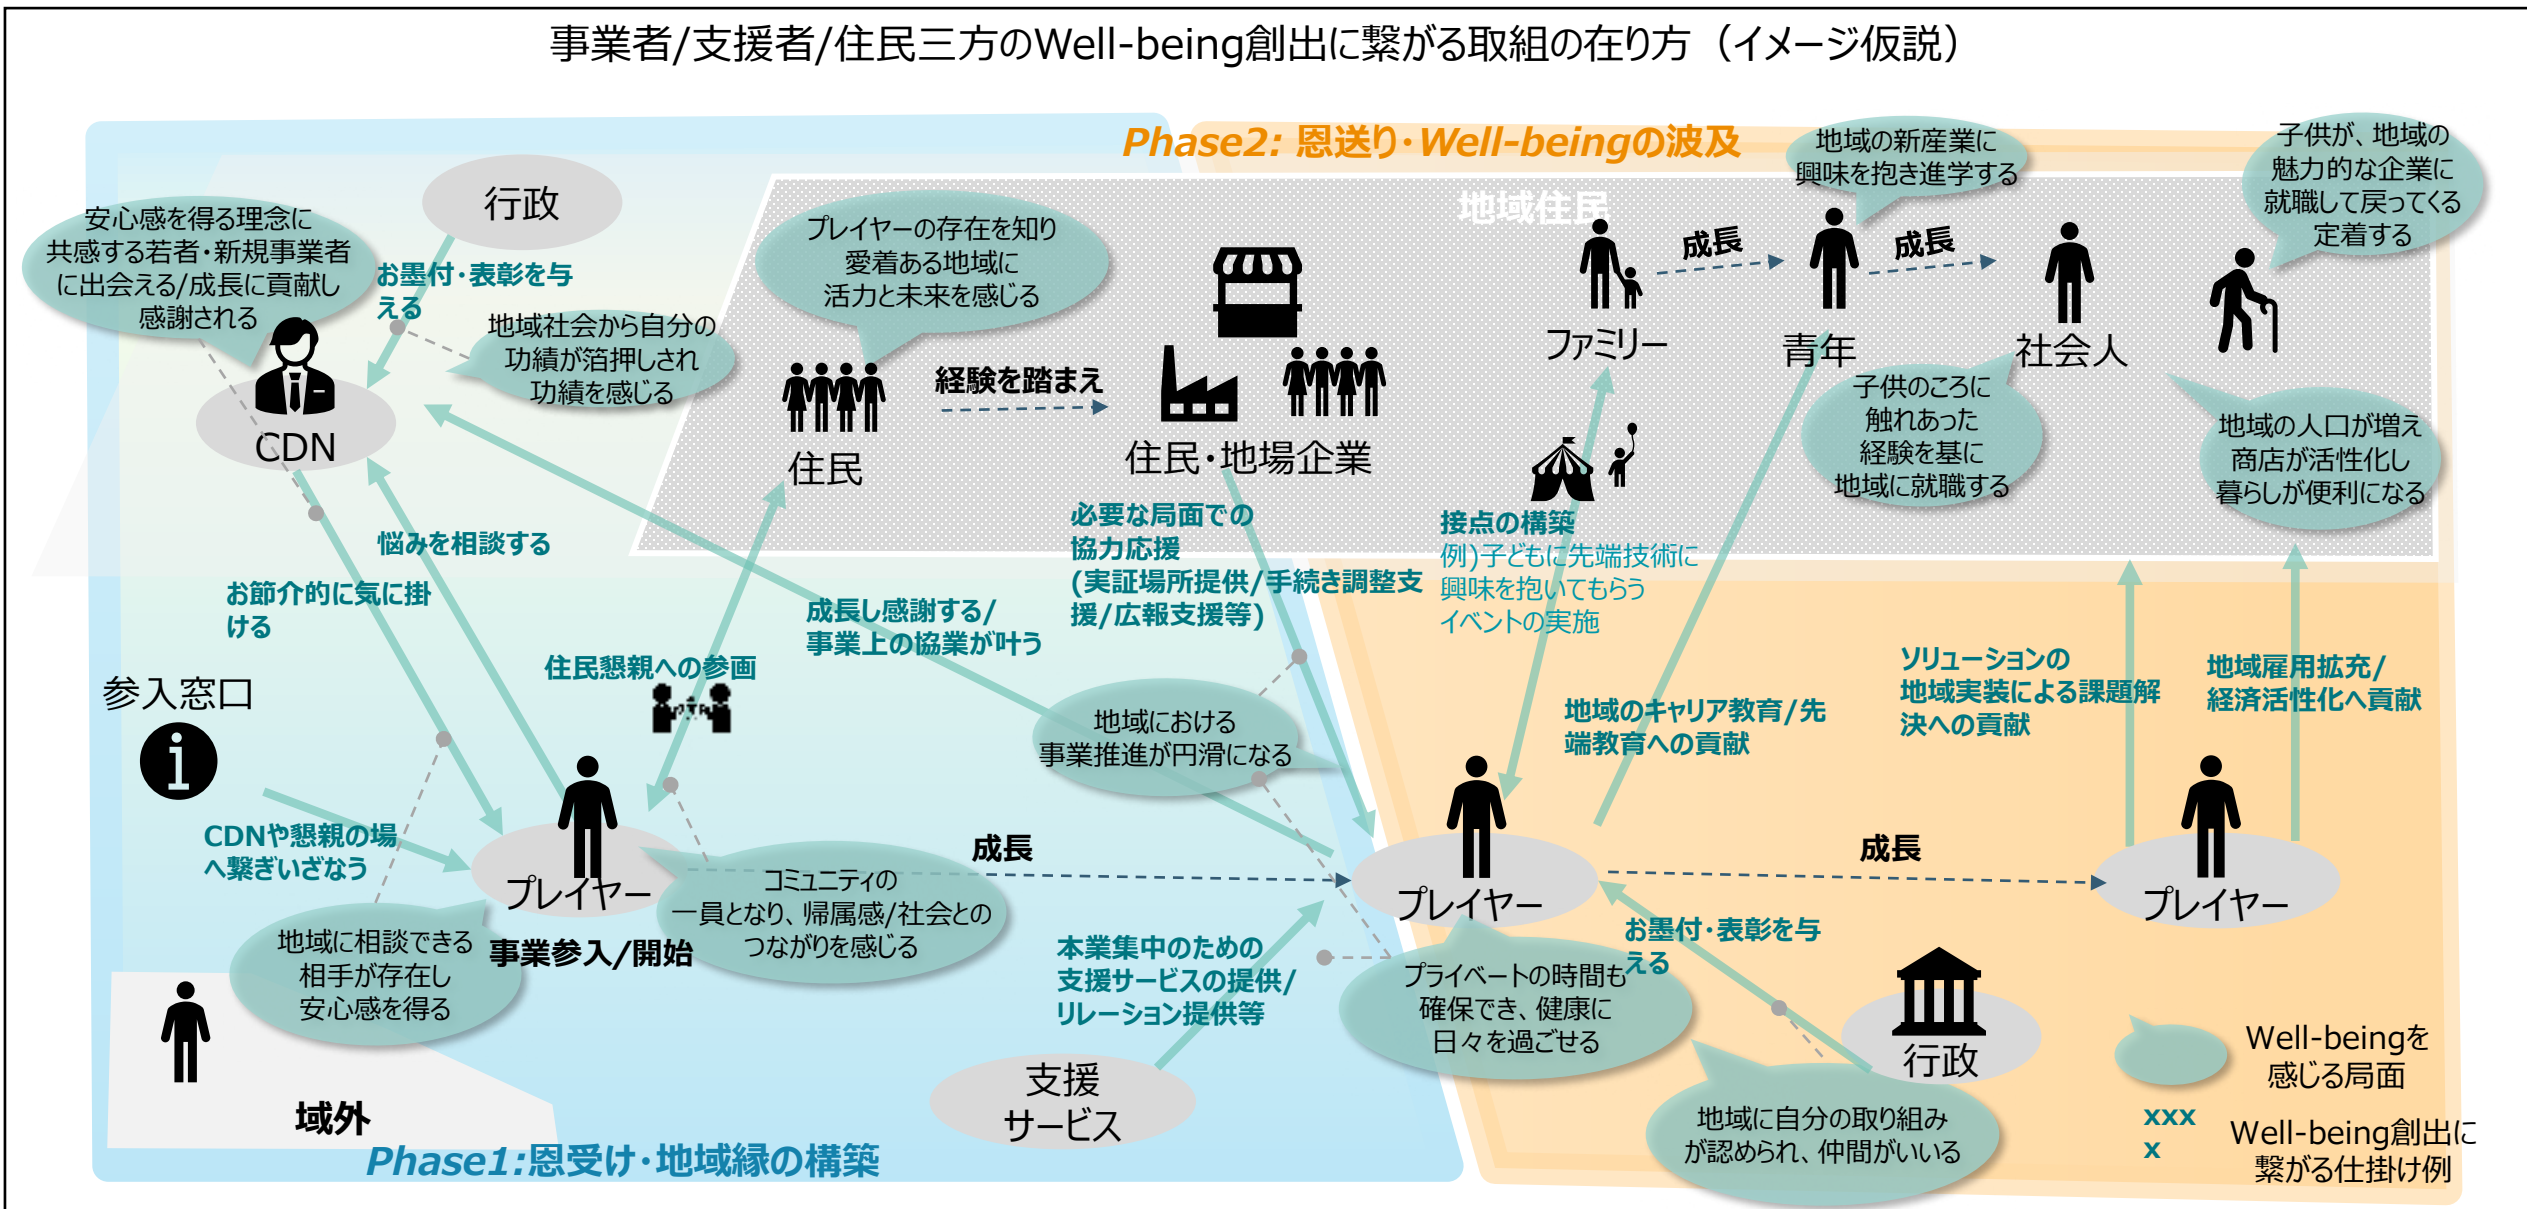 事業者/支援者/住民三方のWell-being創出に繋がる取組の在り方（イメージ仮説）
Phase2: 恩送り・Well-beingの波及
地域の新産業に
興味を抱き進学する
子供が、地域の
魅力的な企業に
就職して戻ってくる
定着する
地域住民
行政
安心感を得る理念に
共感する若者・新規事業者
に出会える/成長に貢献し
感謝される
お墨付・表彰を与
える
地域社会から自分の
功績が箔押しされ
功績を感じる
CDN
プレイヤーの存在を知り
愛着ある地域に
活力と未来を感じる
住民
経験を踏まえ
住民・地場企業
ファミリー
成長
青年
成長
社会人
子供のころに
触れあった
経験を基に
地域に就職する
地域の人口が増え
商店が活性化し
暮らしが便利になる
悩みを相談する
お節介的に気に掛
ける
住民懇親への参画
成長し感謝する/
事業上の協業が叶う
必要な局面での
協力応援
(実証場所提供/手続き調整支
援/広報支援等)
接点の構築
例)子どもに先端技術に
興味を抱いてもらう
イベントの実施
地域のキャリア教育/先
端教育への貢献
ソリューションの
地域実装による課題解
決への貢献
地域雇用拡充/
経済活性化へ貢献
参入窓口
CDNや懇親の場
へ繋ぎいざなう
地域における
事業推進が円滑になる
プレイヤー
事業参入/開始
コミュニティの
一員となり、帰属感/社会との
つながりを感じる
成長
プレイヤー
成長
プレイヤー
地域に相談できる
相手が存在し
安心感を得る
本業集中のための
支援サービスの提供/
リレーション提供等
プライベートの時間も
確保でき、健康に
日々を過ごせる
お墨付・表彰を与
える
行政
支援
サービス
地域に自分の取り組み
が認められ、仲間がいいる
域外
Phase1:恩受け・地域縁の構築
Well-beingを
感じる局面
xxx
x
Well-being創出に
繋がる仕掛け例